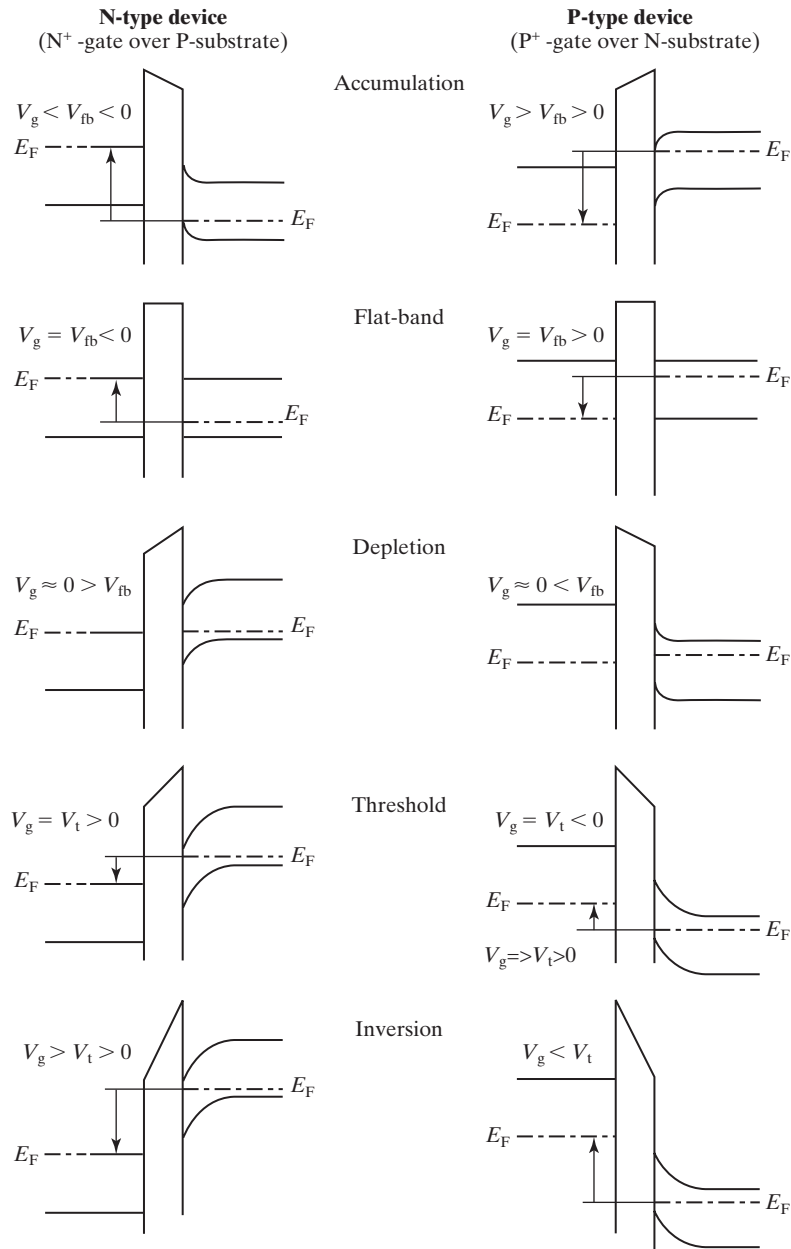 N-type device
(N⁺ -gate over P-substrate)
P-type device
(P⁺ -gate over N-substrate)
Accumulation
V_g < V_fb < 0
E_F
E_F
V_g > V_fb > 0
E_F
E_F
Flat-band
V_g = V_fb < 0
E_F
E_F
V_g = V_fb > 0
E_F
E_F
Depletion
V_g ≈ 0 > V_fb
E_F
E_F
V_g ≈ 0 < V_fb
E_F
E_F
Threshold
V_g = V_t > 0
E_F
E_F
V_g = V_t < 0
E_F
E_F
V_g=>V_t>0
Inversion
V_g > V_t > 0
E_F
E_F
V_g < V_t
E_F
E_F